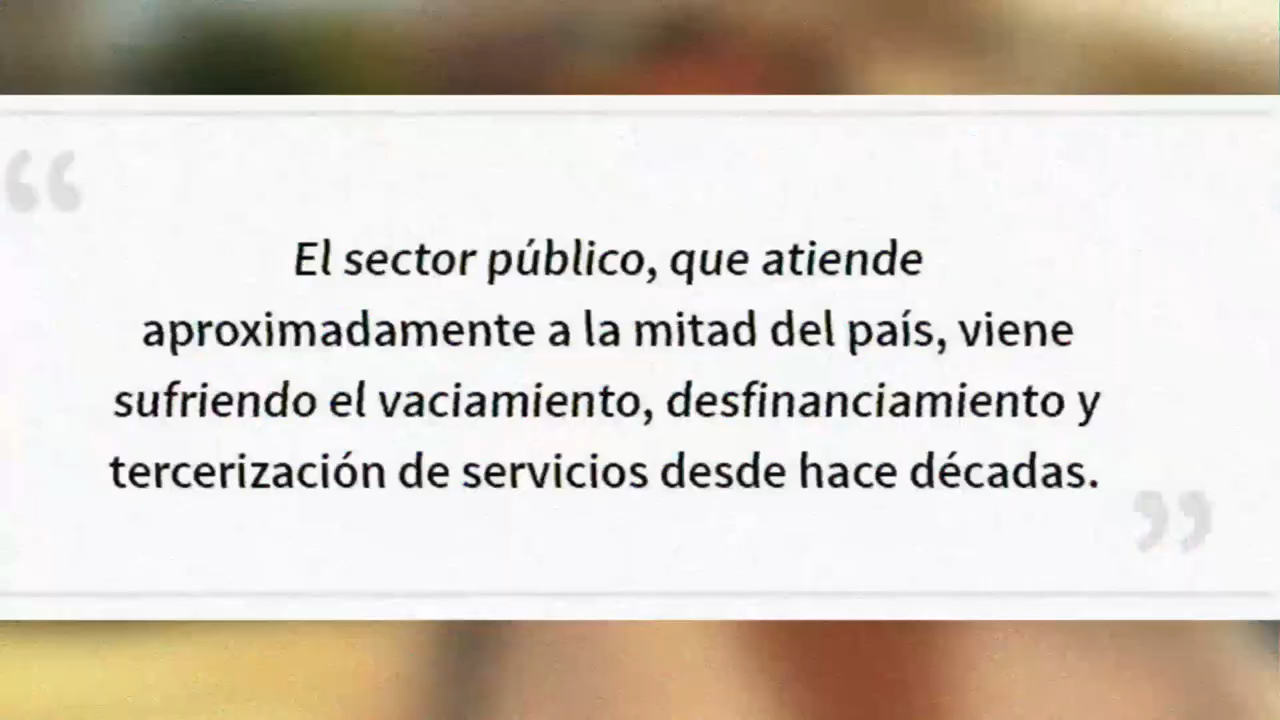 “
El sector público, que atiende
aproximadamente a la mitad del país, viene
sufriendo el vaciamiento, desfinanciamiento y
tercerización de servicios desde hace décadas.
”